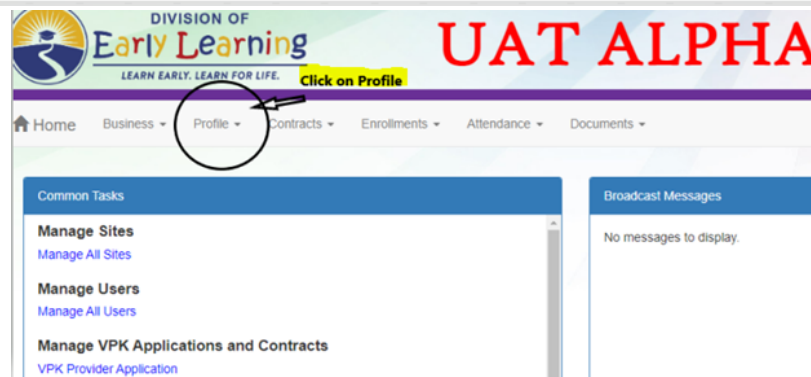 DIVISION OF
Early Learning
LEARN EARLY. LEARN FOR LIFE.
UAT ALPHA
Click on Profile
Home Business Profile Contracts Enrollments Attendance Documents
Common Tasks
Broadcast Messages
Manage Sites
No messages to display.
Manage All Sites
Manage Users
Manage All Users
Manage VPK Applications and Contracts
VPK Provider Application